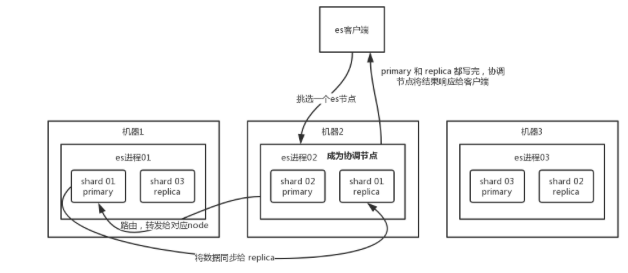 es客户端
primary 和 replica 都写完，协调
节点将结果响应给客户端
挑选一个es节点
机器1
es进程01
shard 01
primary
shard 03
replica
机器2
es进程02 成为协调节点
shard 02
primary
shard 01
replica
机器3
es进程03
shard 03
primary
shard 02
replica
路由，转发给对应node
将数据同步给 replica